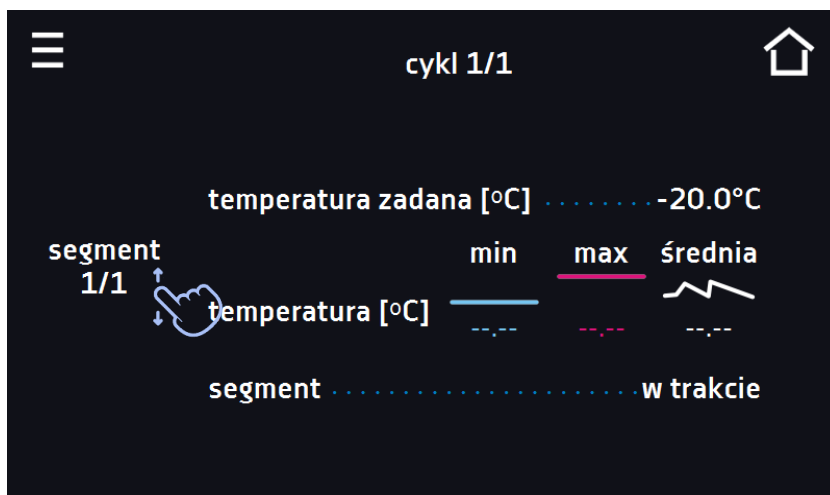 cykl 1/1
temperatura zadana [°C] ........ -20.0°C
segment
1/1
min max średnia
temperatura [°C]
--.-- --.-- --.--
segment ...................... w trakcie